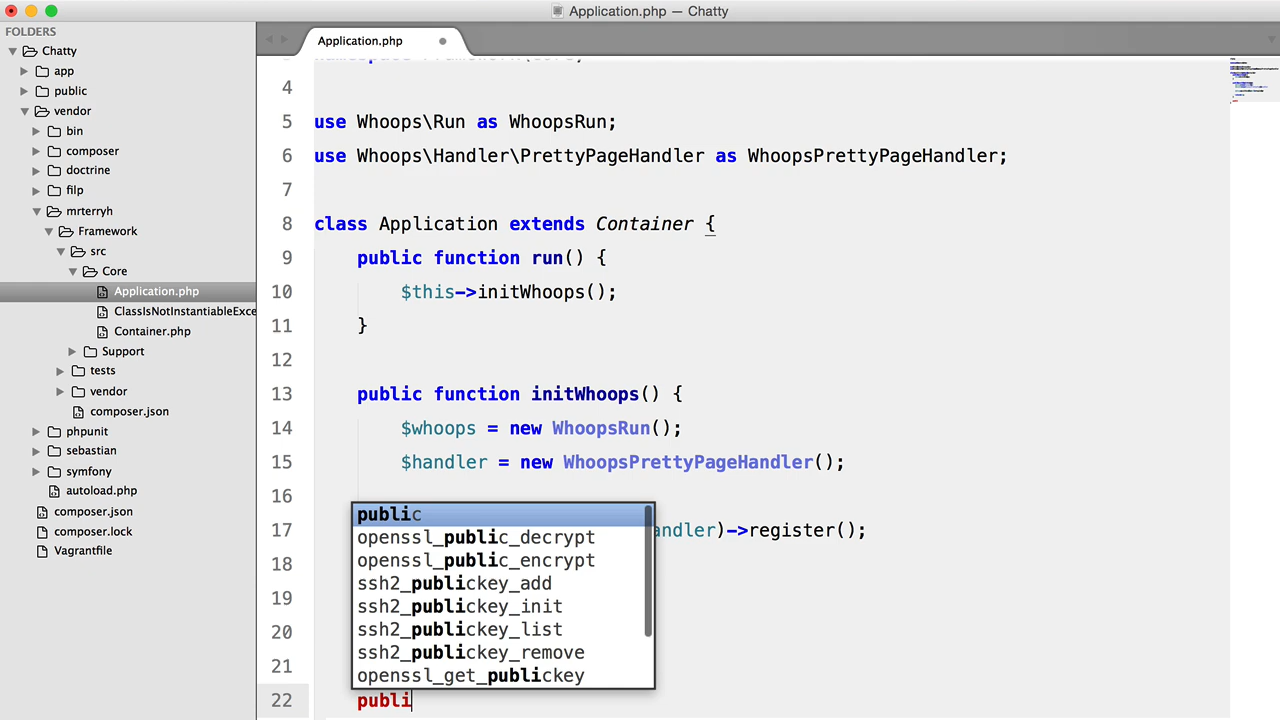 Application.php — Chatty
FOLDERS
Chatty
app
public
vendor
bin
composer
doctrine
filp
mrterryh
Framework
src
Core
Application.php
ClassIsNotInstantiableExce
Container.php
Support
tests
vendor
composer.json
phpunit
sebastian
symfony
autoload.php
composer.json
composer.lock
Vagrantfile
Application.php
4
5 use Whoops\Run as WhoopsRun;
6 use Whoops\Handler\PrettyPageHandler as WhoopsPrettyPageHandler;
7
8 class Application extends Container {
9 public function run() {
10 $this->initWhoops();
11 }
12
13 public function initWhoops() {
14 $whoops = new WhoopsRun();
15 $handler = new WhoopsPrettyPageHandler();
16
17 andler)->register();
18
19
20
21
22 publi
public
openssl_public_decrypt
openssl_public_encrypt
ssh2_publickey_add
ssh2_publickey_init
ssh2_publickey_list
ssh2_publickey_remove
openssl_get_publickey